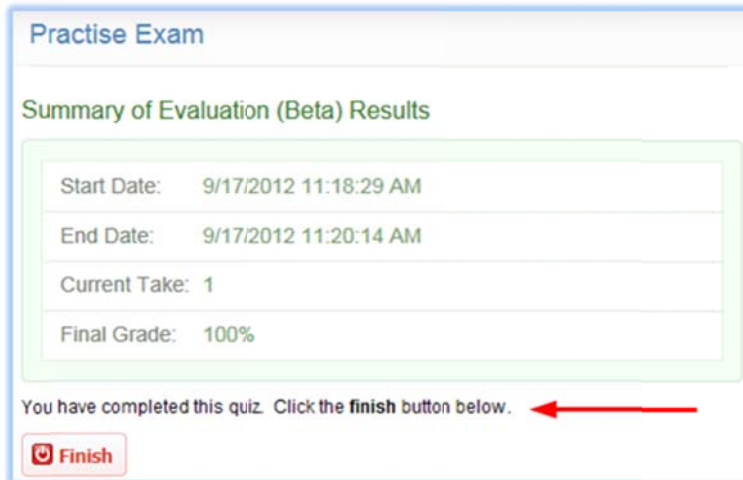 Practise Exam
Summary of Evaluation (Beta) Results
Start Date: 9/17/2012 11:18:29 AM
End Date: 9/17/2012 11:20:14 AM
Current Take: 1
Final Grade: 100%
You have completed this quiz. Click the finish button below.
Finish